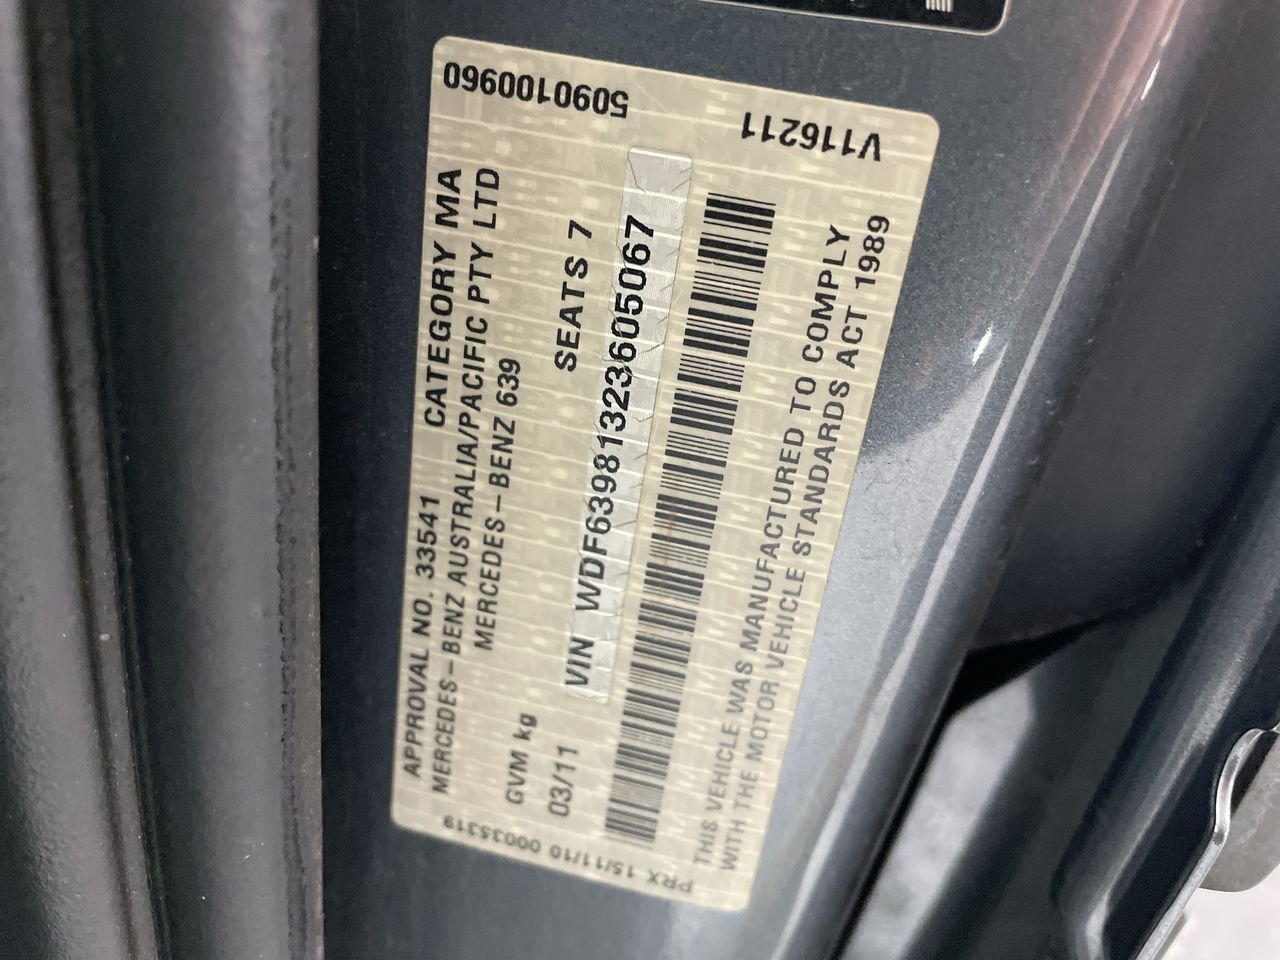 APPROVAL NO. 33541 CATEGORY MA
MERCEDES-BENZ AUSTRALIA/PACIFIC PTY LTD
MERCEDES-BENZ 639
GVM kg
03/11 SEATS 7
VIN WDF63981323605067
THIS VEHICLE WAS MANUFACTURED TO COMPLY
WITH THE MOTOR VEHICLE STANDARDS ACT 1989
5090100960
V116211
PRX 15/11/10 00035319